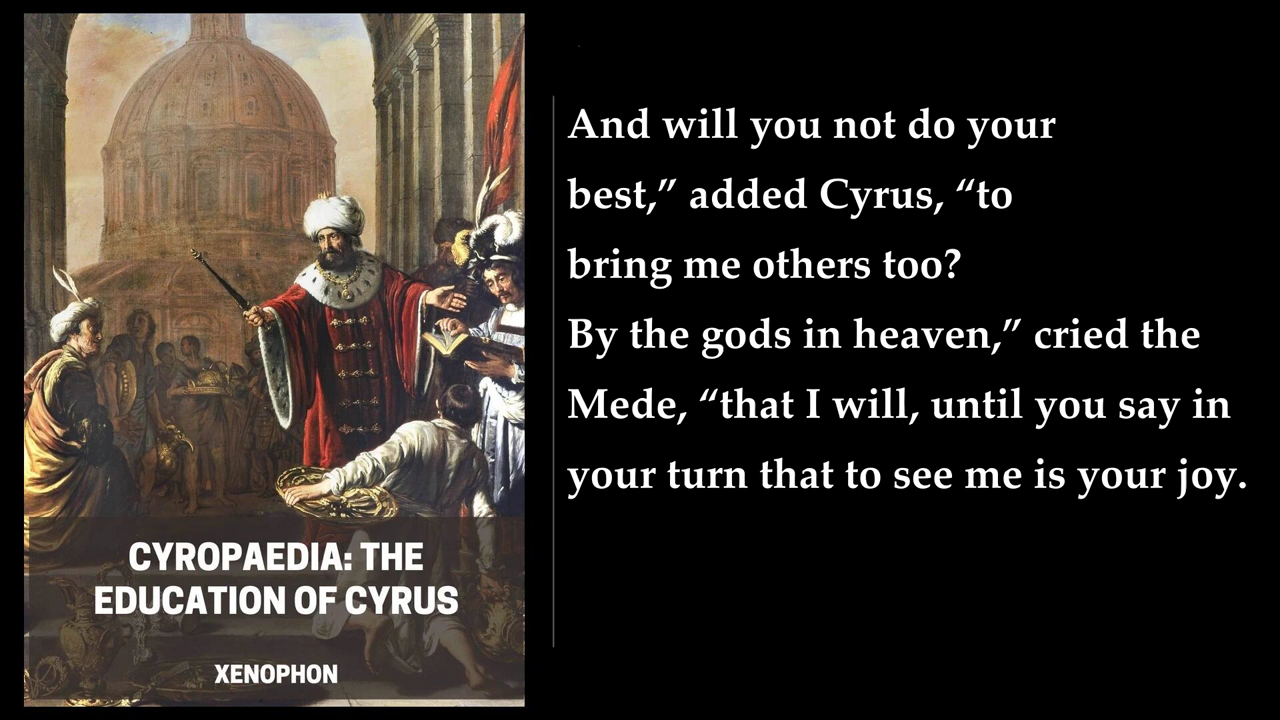 And will you not do your
best,” added Cyrus, “to
bring me others too?
By the gods in heaven,” cried the
Mede, “that I will, until you say in
your turn that to see me is your joy.
CYROPAEDIA: THE
EDUCATION OF CYRUS
XENOPHON